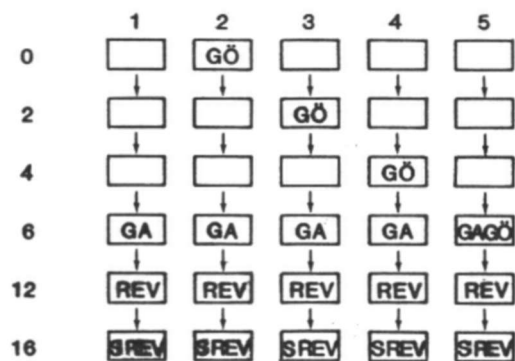 1 2 3 4 5
0 GÖ
2 GÖ
4 GÖ
6 GA GA GA GA GAGÖ
12 REV REV REV REV REV
16 SREV SREV SREV SREV SREV